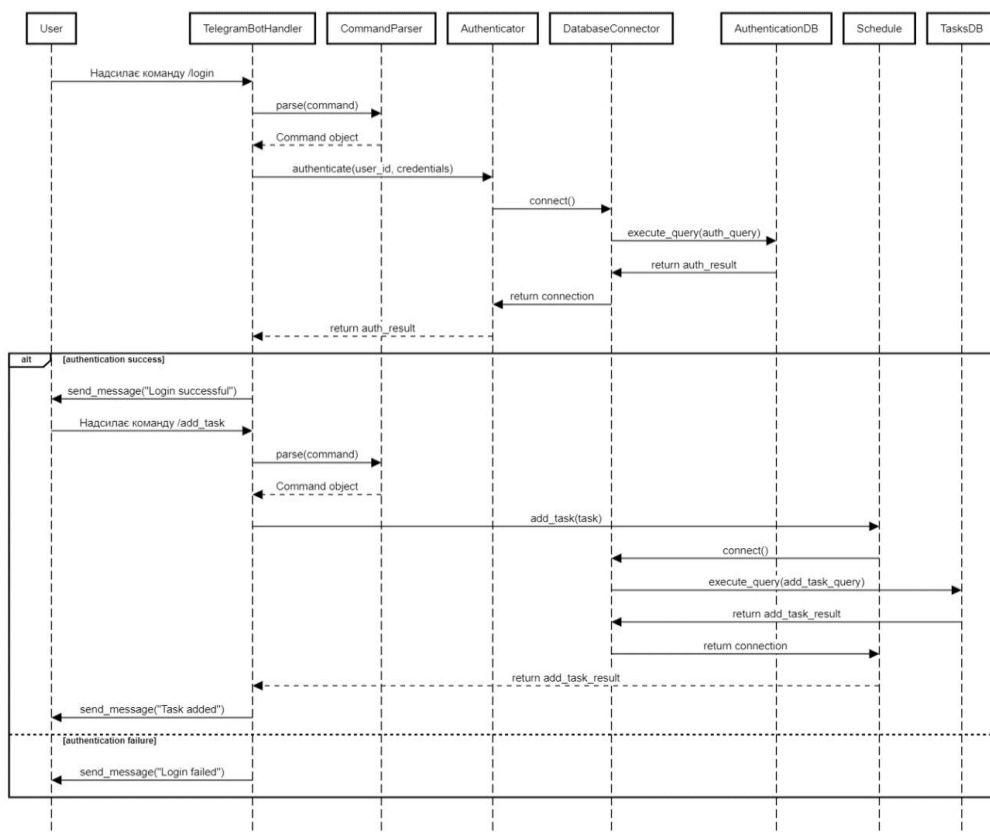 User
TelegramBotHandler
CommandParser
Authenticator
DatabaseConnector
AuthenticationDB
Schedule
TasksDB
Надсилає команду /login
parse(command)
Command object
authenticate(user_id, credentials)
connect()
execute_query(auth_query)
return auth_result
return connection
return auth_result
alt
[authentication success]
send_message("Login successful")
Надсилає команду /add_task
parse(command)
Command object
add_task(task)
connect()
execute_query(add_task_query)
return add_task_result
return connection
return add_task_result
send_message("Task added")
[authentication failure]
send_message("Login failed")